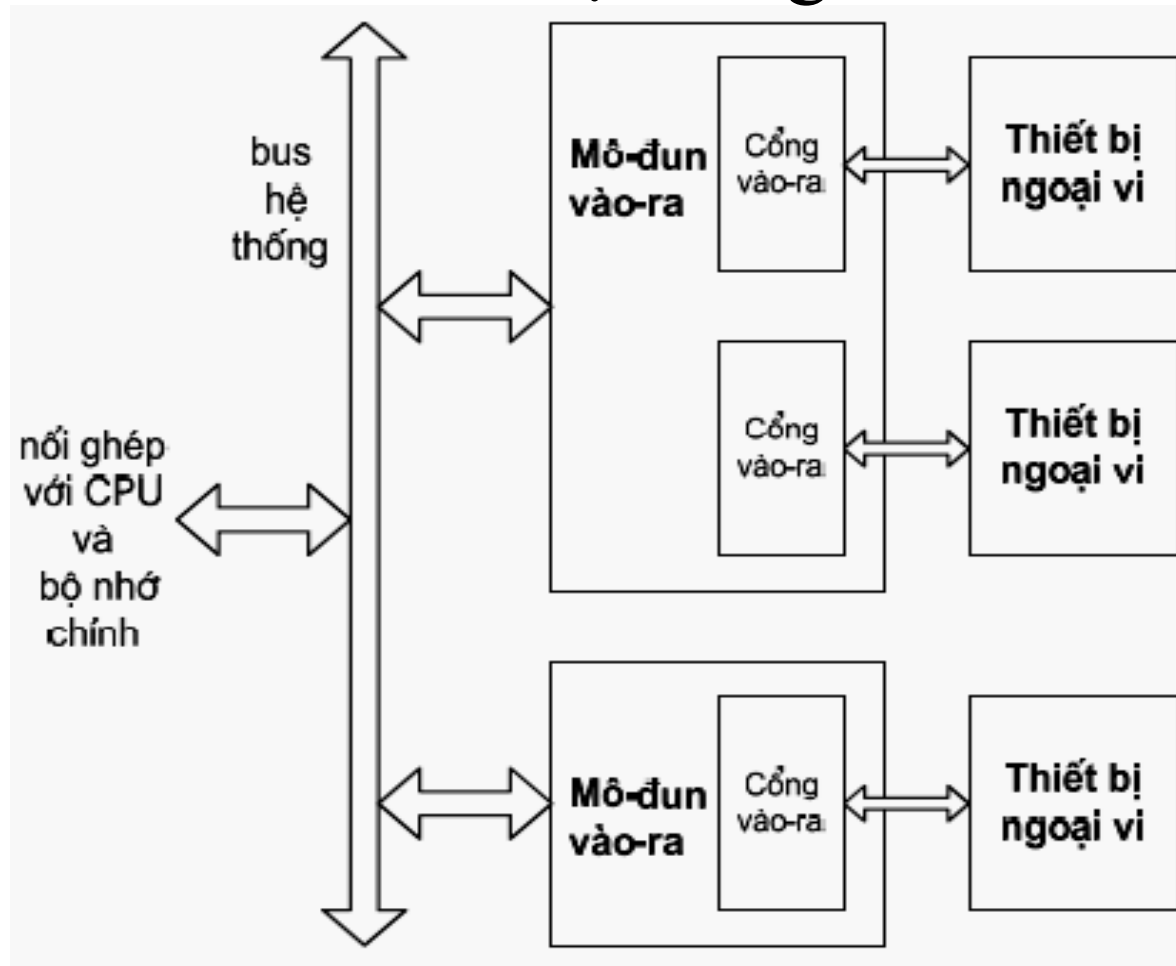 bus
hệ
thống
nối ghép
với CPU
và
bộ nhớ
chính
Mô-đun
vào-ra
Cổng
vào-ra
Thiết bị
ngoại vi
Cổng
vào-ra
Thiết bị
ngoại vi
Mô-đun
vào-ra
Cổng
vào-ra
Thiết bị
ngoại vi